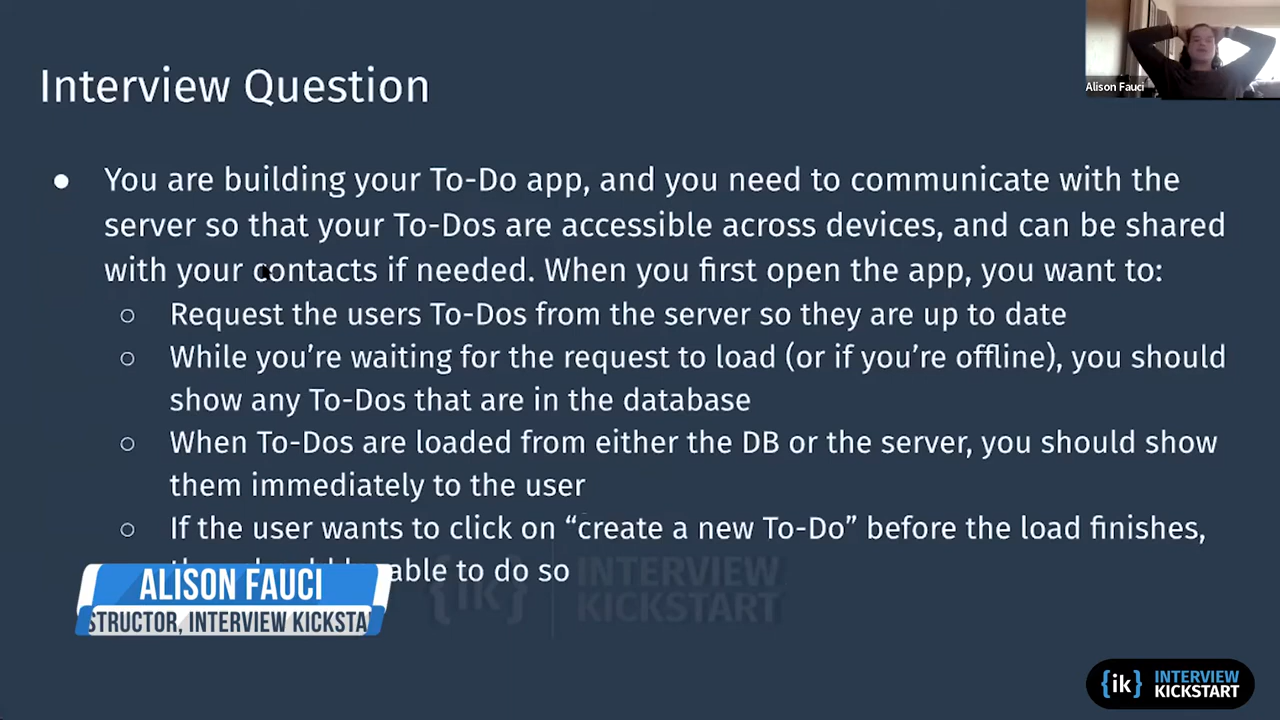 Interview Question
Alison Fauci
● You are building your To-Do app, and you need to communicate with the
server so that your To-Dos are accessible across devices, and can be shared
with your contacts if needed. When you first open the app, you want to:
○ Request the users To-Dos from the server so they are up to date
○ While you’re waiting for the request to load (or if you’re offline), you should
show any To-Dos that are in the database
○ When To-Dos are loaded from either the DB or the server, you should show
them immediately to the user
○ If the user wants to click on “create a new To-Do” before the load finishes,
able to do so
ALISON FAUCI
STRUCTOR, INTERVIEW KICKSTA
{ik} INTERVIEW
KICKSTART
{ik} INTERVIEW
KICKSTART